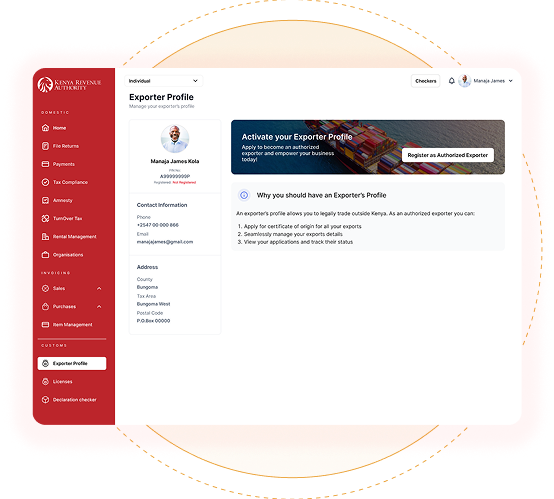 KENYA REVENUE
AUTHORITY
DOMESTIC
Home
File Returns
Payments
Tax Compliance
Amnesty
TurnOver Tax
Rental Management
Organisations
INVOICING
Sales
Purchases
Item Management
CUSTOMS
Exporter Profile
Licenses
Declaration checker
Individual
Checkers
Manaja James
Exporter Profile
Manage your exporter's profile
Manaja James Kola
PIN No.
A39999999P
Registered: Not Registered
Contact Information
Phone
+2547 00 000 866
Email
manajajames@gmail.com
Address
County
Bungoma
Tax Area
Bungoma West
Postal Code
P.O.Box 00000
Activate your Exporter Profile
Apply to become an authorized
exporter and empower your business
today!
Register as Authorized Exporter
Why you should have an Exporter's Profile
An exporter's profile allows you to legally trade outside Kenya. As an authorized exporter you can:
1. Apply for certificate of origin for all your exports
2. Seamlessly manage your exports details
3. View your applications and track their status